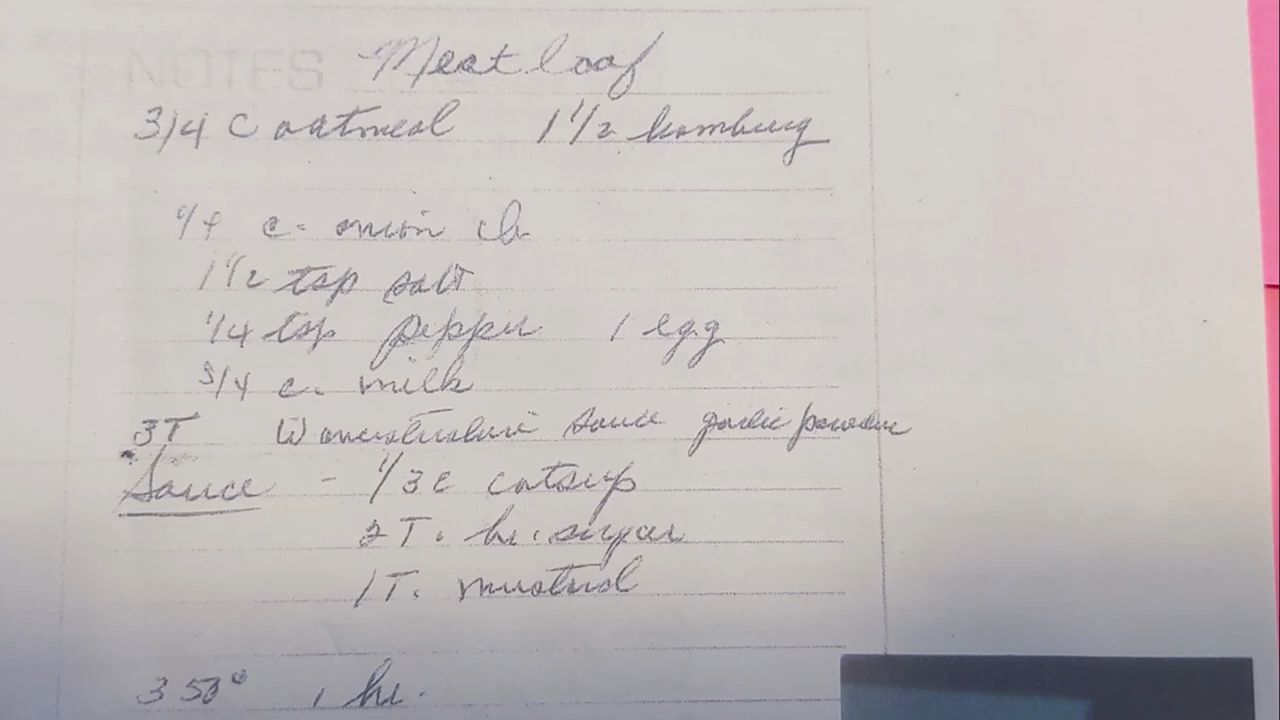 NOTES Meat loaf
3/4 C oatmeal 1 1/2 hamburg
1/4 c. onion ch
1 1/2 tsp salt
1/4 tsp pepper 1 egg
3/4 c. milk
3T Worcestershire sauce garlic powder
Sauce - 1/3 c catsup
2 T. br. sugar
1 T. mustard
350° 1 hr.